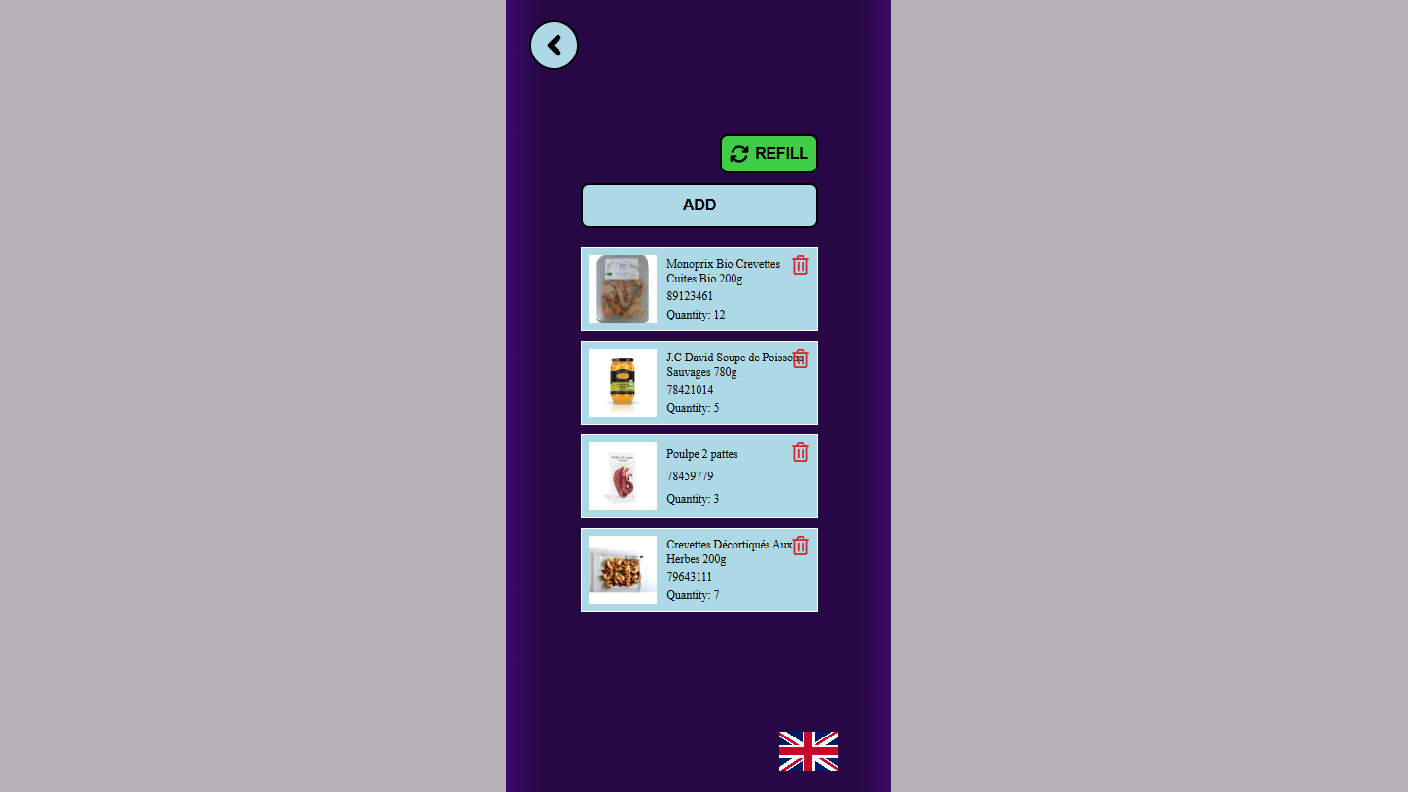 REFILL
ADD
Monoprix Bio Crevettes
Cuites Bio 200g
89123461
Quantity: 12
J.C David Soupe de Poissons
Sauvages 780g
78421014
Quantity: 5
Poulpe 2 pattes
78459779
Quantity: 3
Crevettes Décortiqués Aux
Herbes 200g
79643111
Quantity: 7